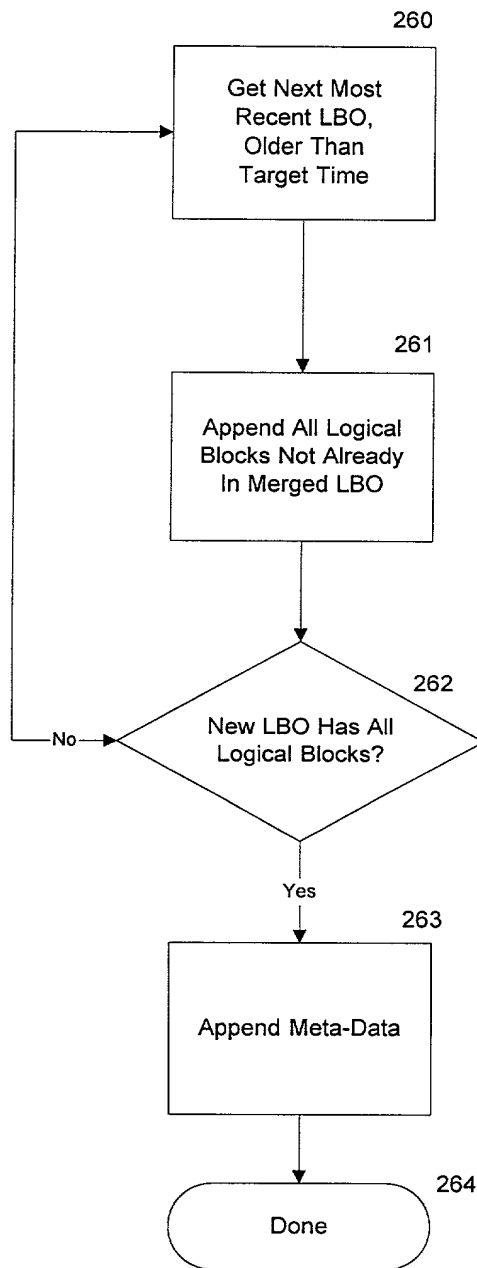 260
Get Next Most
Recent LBO,
Older Than
Target Time
261
Append All Logical
Blocks Not Already
In Merged LBO
262
New LBO Has All
Logical Blocks?
No
Yes
263
Append Meta-Data
264
Done